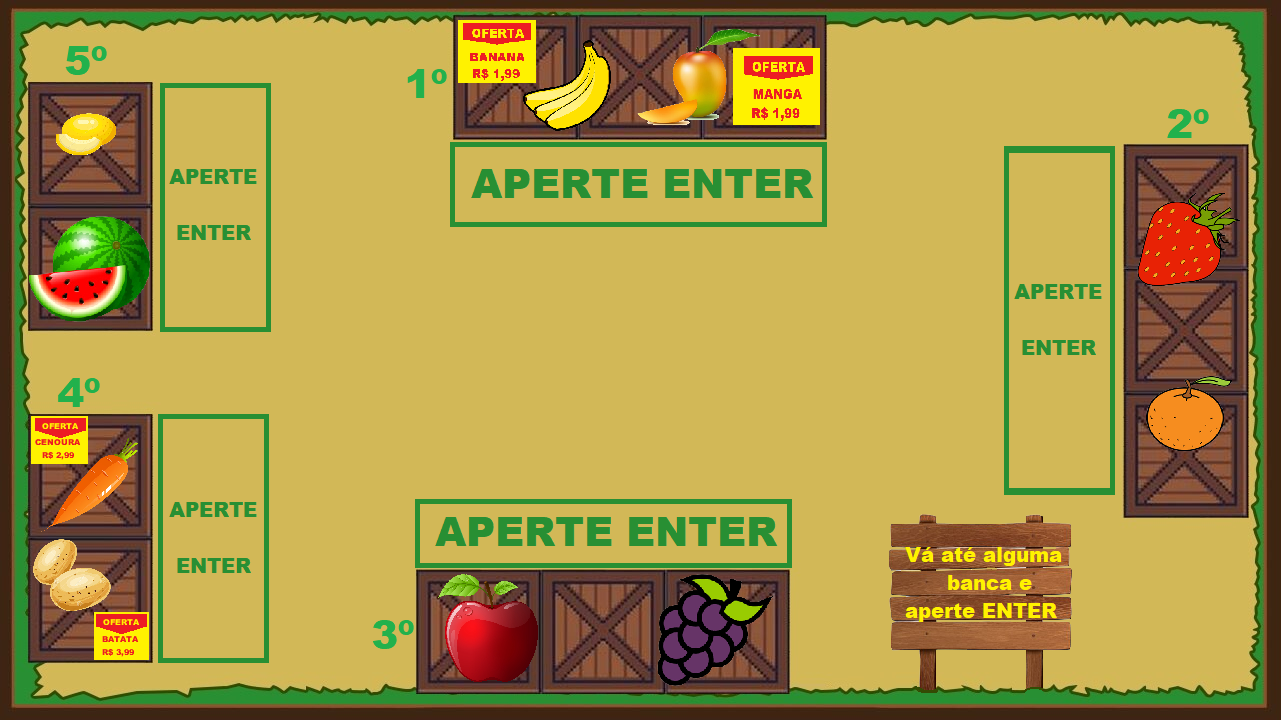 5º
1º
OFERTA
BANANA
R$ 1,99
OFERTA
MANGA
R$ 1,99
APERTE ENTER
2º
APERTE
ENTER
APERTE
ENTER
4º
OFERTA
CENOURA
R$ 2,99
OFERTA
BATATA
R$ 3,99
APERTE
ENTER
3º
APERTE ENTER
Vá até alguma
banca e
aperte ENTER